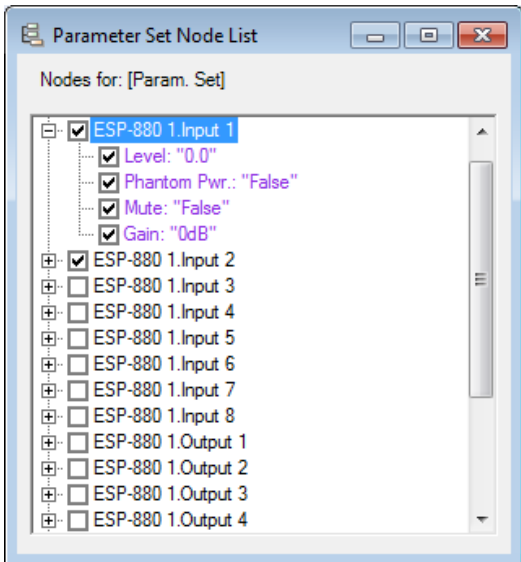 Parameter Set Node List
Nodes for: [Param. Set]
ESP-880 1.Input 1
Level: "0.0"
Phantom Pwr.: "False"
Mute: "False"
Gain: "0dB"
ESP-880 1.Input 2
ESP-880 1.Input 3
ESP-880 1.Input 4
ESP-880 1.Input 5
ESP-880 1.Input 6
ESP-880 1.Input 7
ESP-880 1.Input 8
ESP-880 1.Output 1
ESP-880 1.Output 2
ESP-880 1.Output 3
ESP-880 1.Output 4